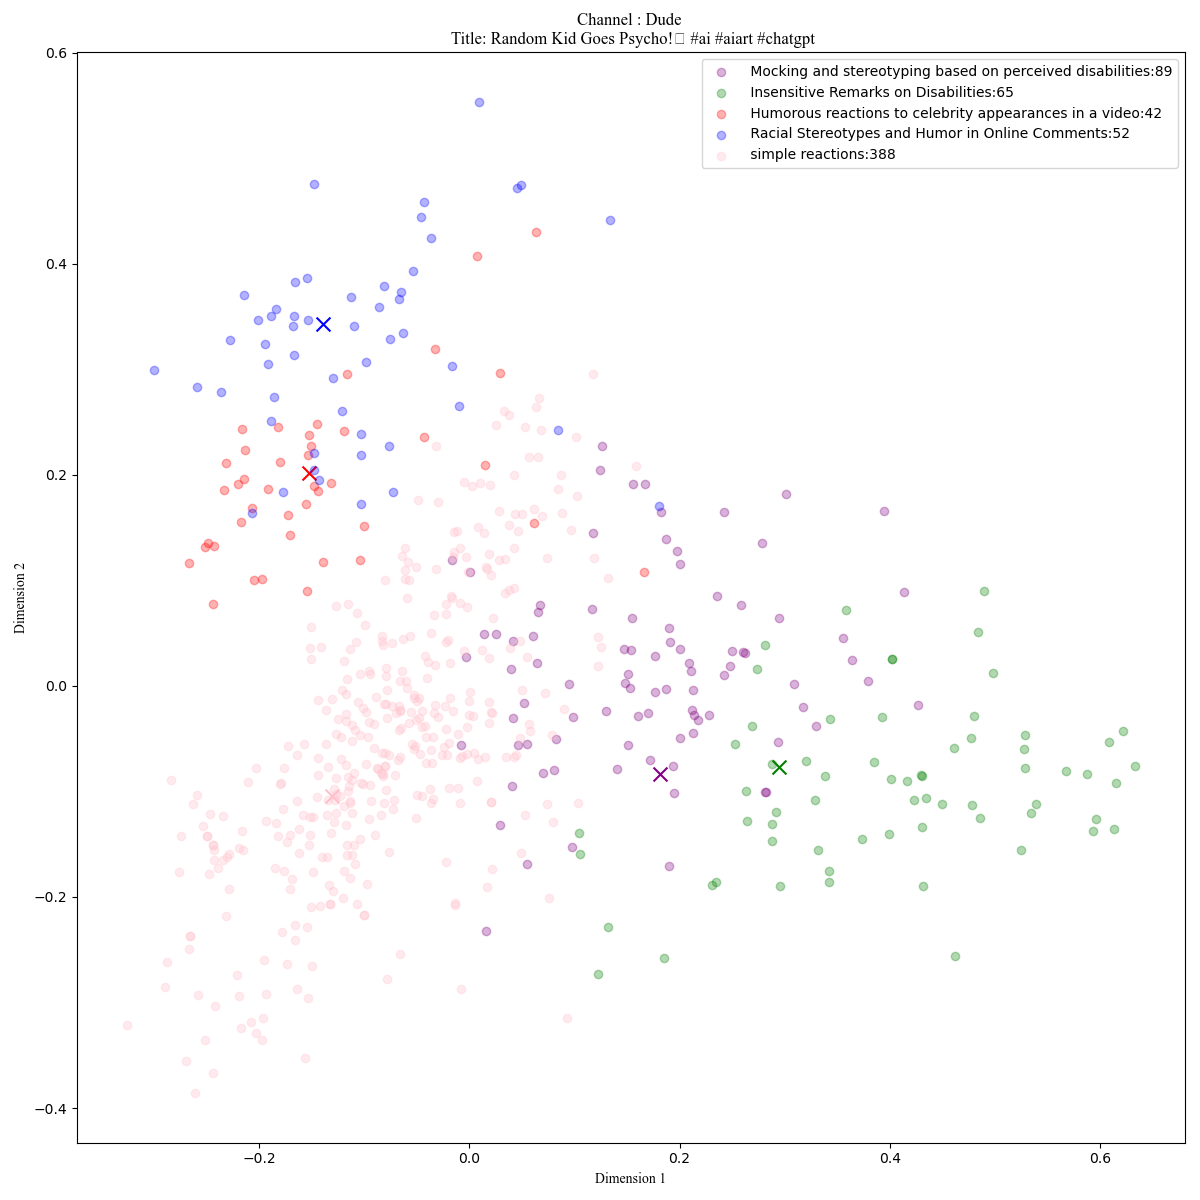 Channel : Dude
Title: Random Kid Goes Psycho! #ai #aiart #chatgpt
Mocking and stereotyping based on perceived disabilities:89
Insensitive Remarks on Disabilities:65
Humorous reactions to celebrity appearances in a video:42
Racial Stereotypes and Humor in Online Comments:52
simple reactions:388
0.6
0.4
0.2
0.0
−0.2
−0.4
Dimension 2
−0.2
0.0
0.2
0.4
0.6
Dimension 1